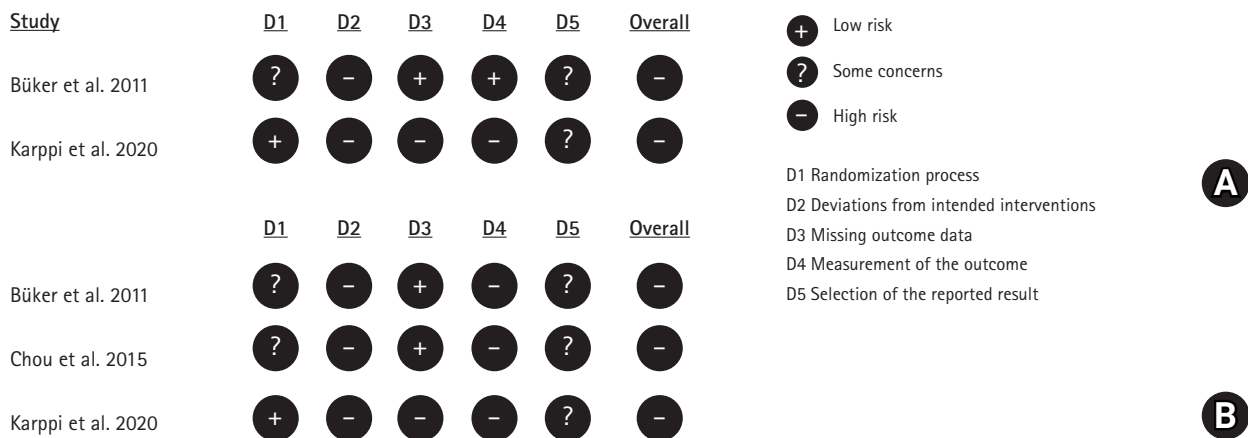 Study D1 D2 D3 D4 D5 Overall
Büker et al. 2011 ? – + + ? –
Karppi et al. 2020 + – – – ? –
D1 D2 D3 D4 D5 Overall
Büker et al. 2011 ? – + – ? –
Chou et al. 2015 ? – + – ? –
Karppi et al. 2020 + – – – ? –
+ Low risk
? Some concerns
– High risk
D1 Randomization process
D2 Deviations from intended interventions
D3 Missing outcome data
D4 Measurement of the outcome
D5 Selection of the reported result
A
B